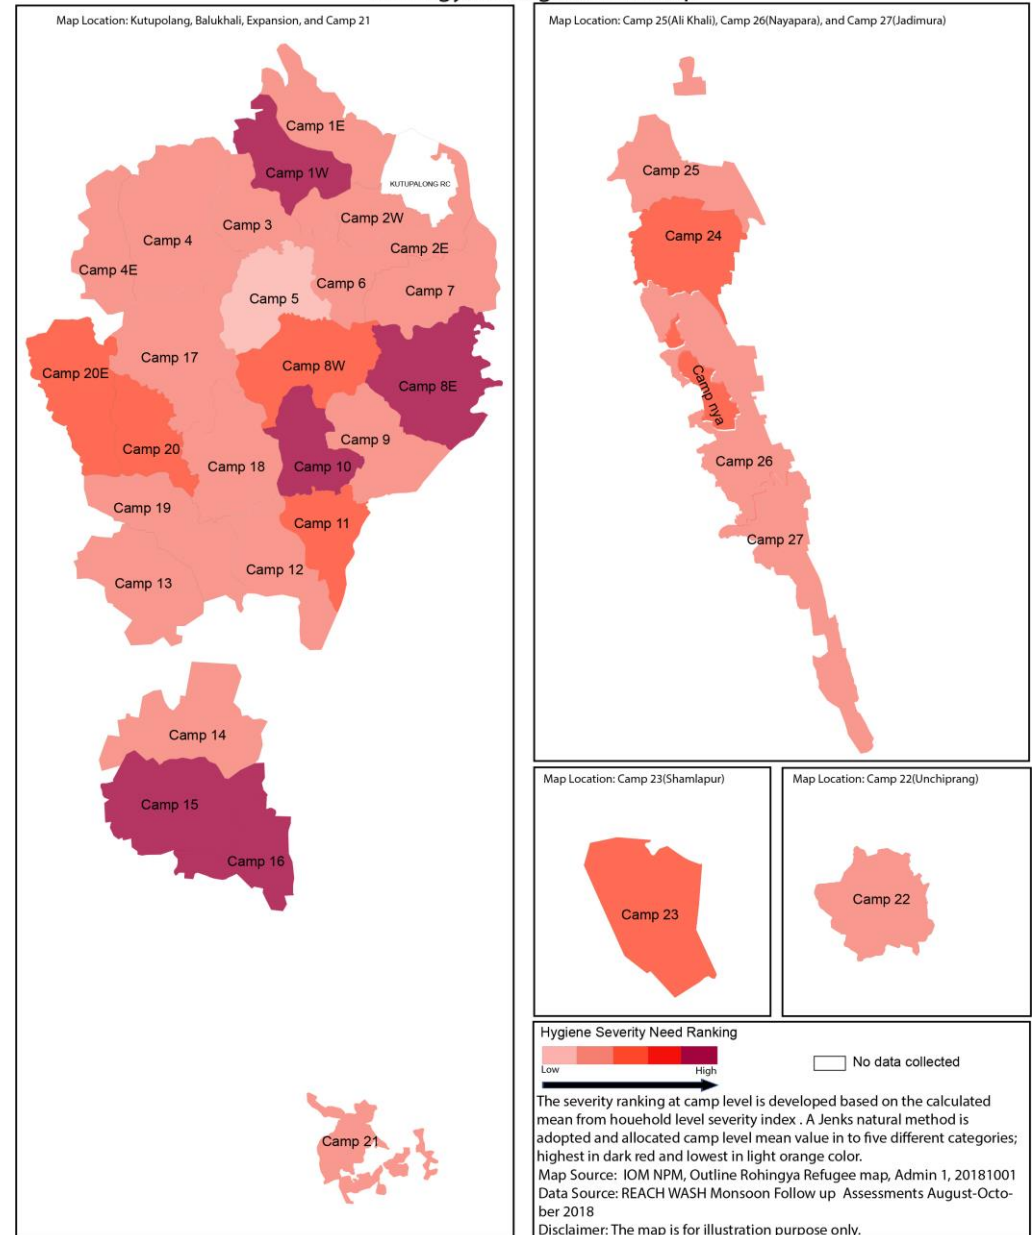 Map Location: Kutupolang, Balukhali, Expansion, and Camp 21
Camp 1E
Camp 1W
KUTUPALONG RC
Camp 2W
Camp 3
Camp 4
Camp 2E
Camp 4E
Camp 6
Camp 7
Camp 5
Camp 17
Camp 8W
Camp 20E
Camp 8E
Camp 9
Camp 20
Camp 18
Camp 10
Camp 19
Camp 11
Camp 12
Camp 13
Camp 14
Camp 15
Camp 16
Camp 21
Map Location: Camp 25(Ali Khali), Camp 26(Nayapara), and Camp 27(Jadimura)
Camp 25
Camp 24
Camp nya
Camp 26
Camp 27
Map Location: Camp 23(Shamlapur)
Camp 23
Map Location: Camp 22(Unchiprang)
Camp 22
Hygiene Severity Need Ranking
Low
High
No data collected
The severity ranking at camp level is developed based on the calculated
mean from houehold level severity index . A Jenks natural method is
adopted and allocated camp level mean value in to five different categories;
highest in dark red and lowest in light orange color.
Map Source: IOM NPM, Outline Rohingya Refugee map, Admin 1, 20181001
Data Source: REACH WASH Monsoon Follow up Assessments August-Octo-
ber 2018
Disclaimer: The map is for illustration purpose only.